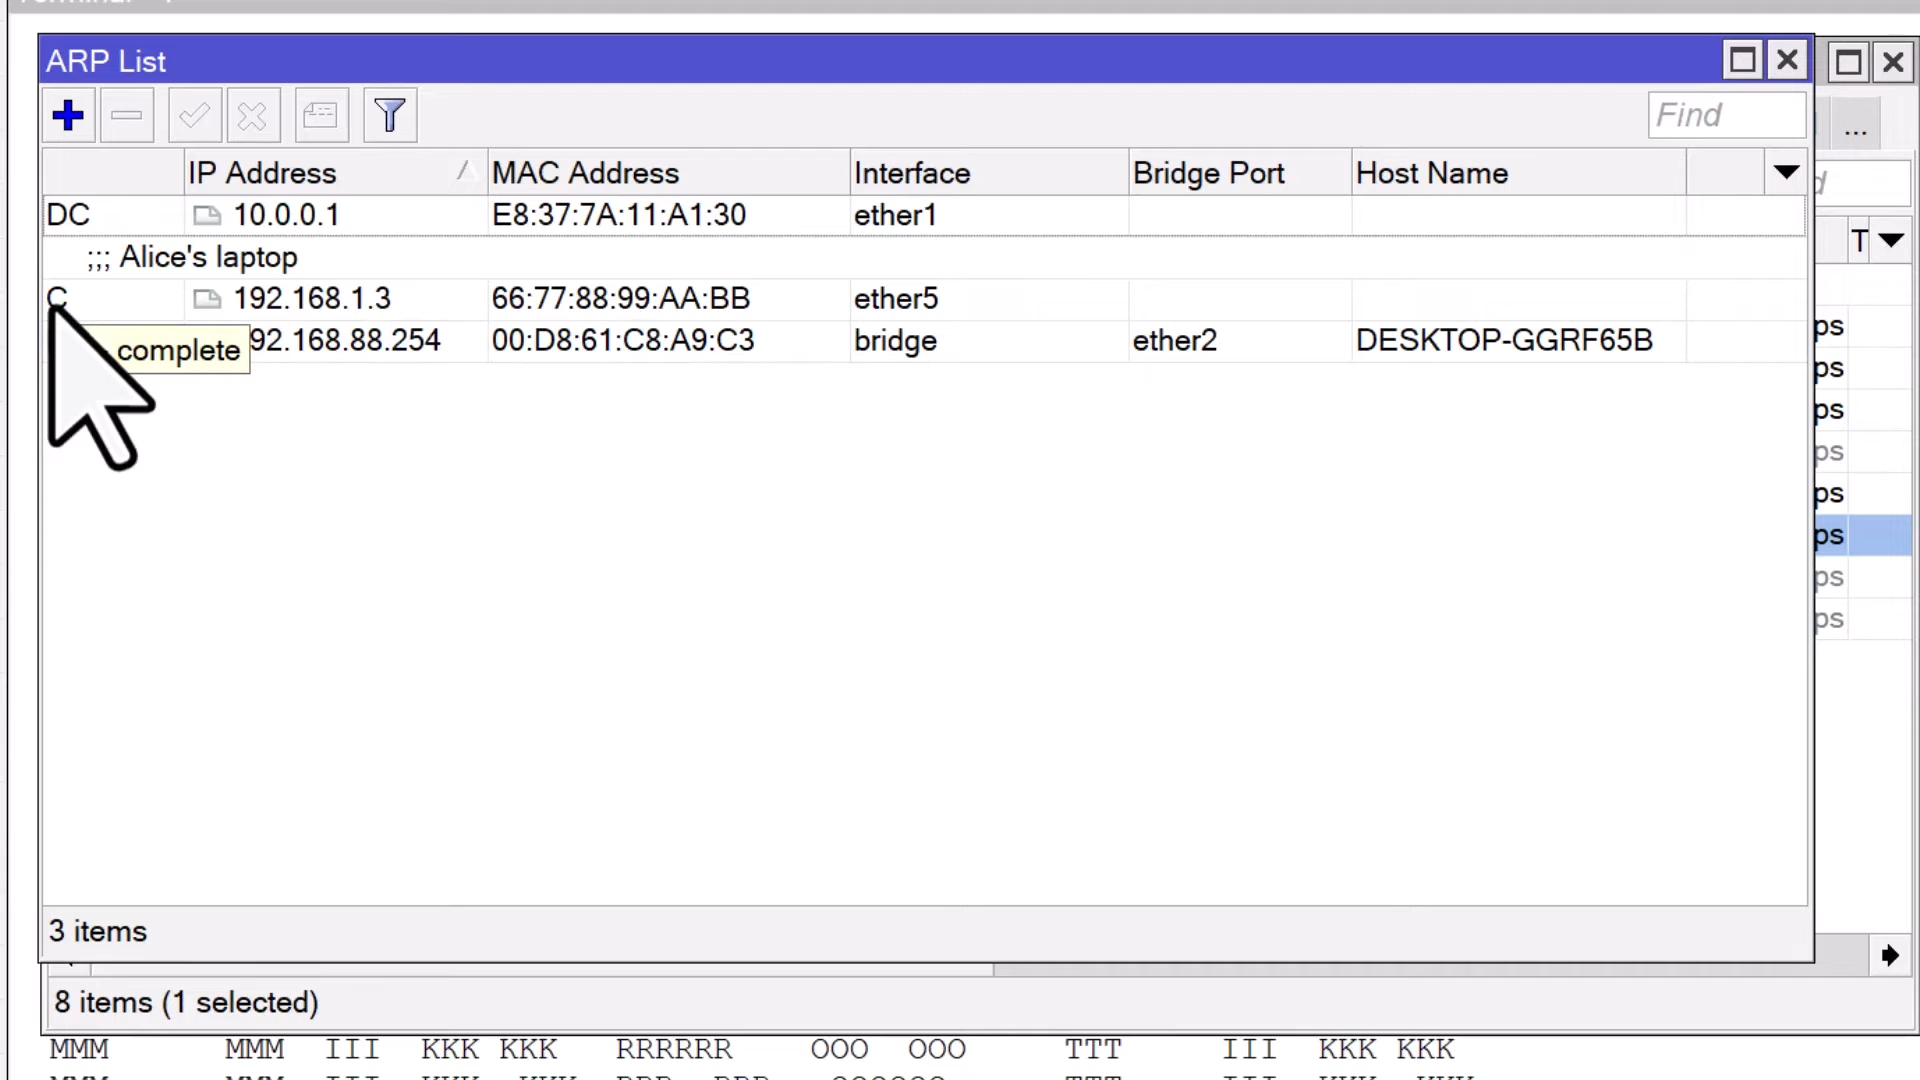 ARP List
Find
...
IP Address MAC Address Interface Bridge Port Host Name
T
DC 10.0.0.1 E8:37:7A:11:A1:30 ether1
;;; Alice's laptop
C 192.168.1.3 66:77:88:99:AA:BB ether5
92.168.88.254 00:D8:61:C8:A9:C3 bridge ether2 DESKTOP-GGRF65B
complete
ps
ps
ps
ps
ps
ps
ps
ps
3 items
8 items (1 selected)
MMM MMM III KKK KKK RRRRRR OOO OOO TTT III KKK KKK